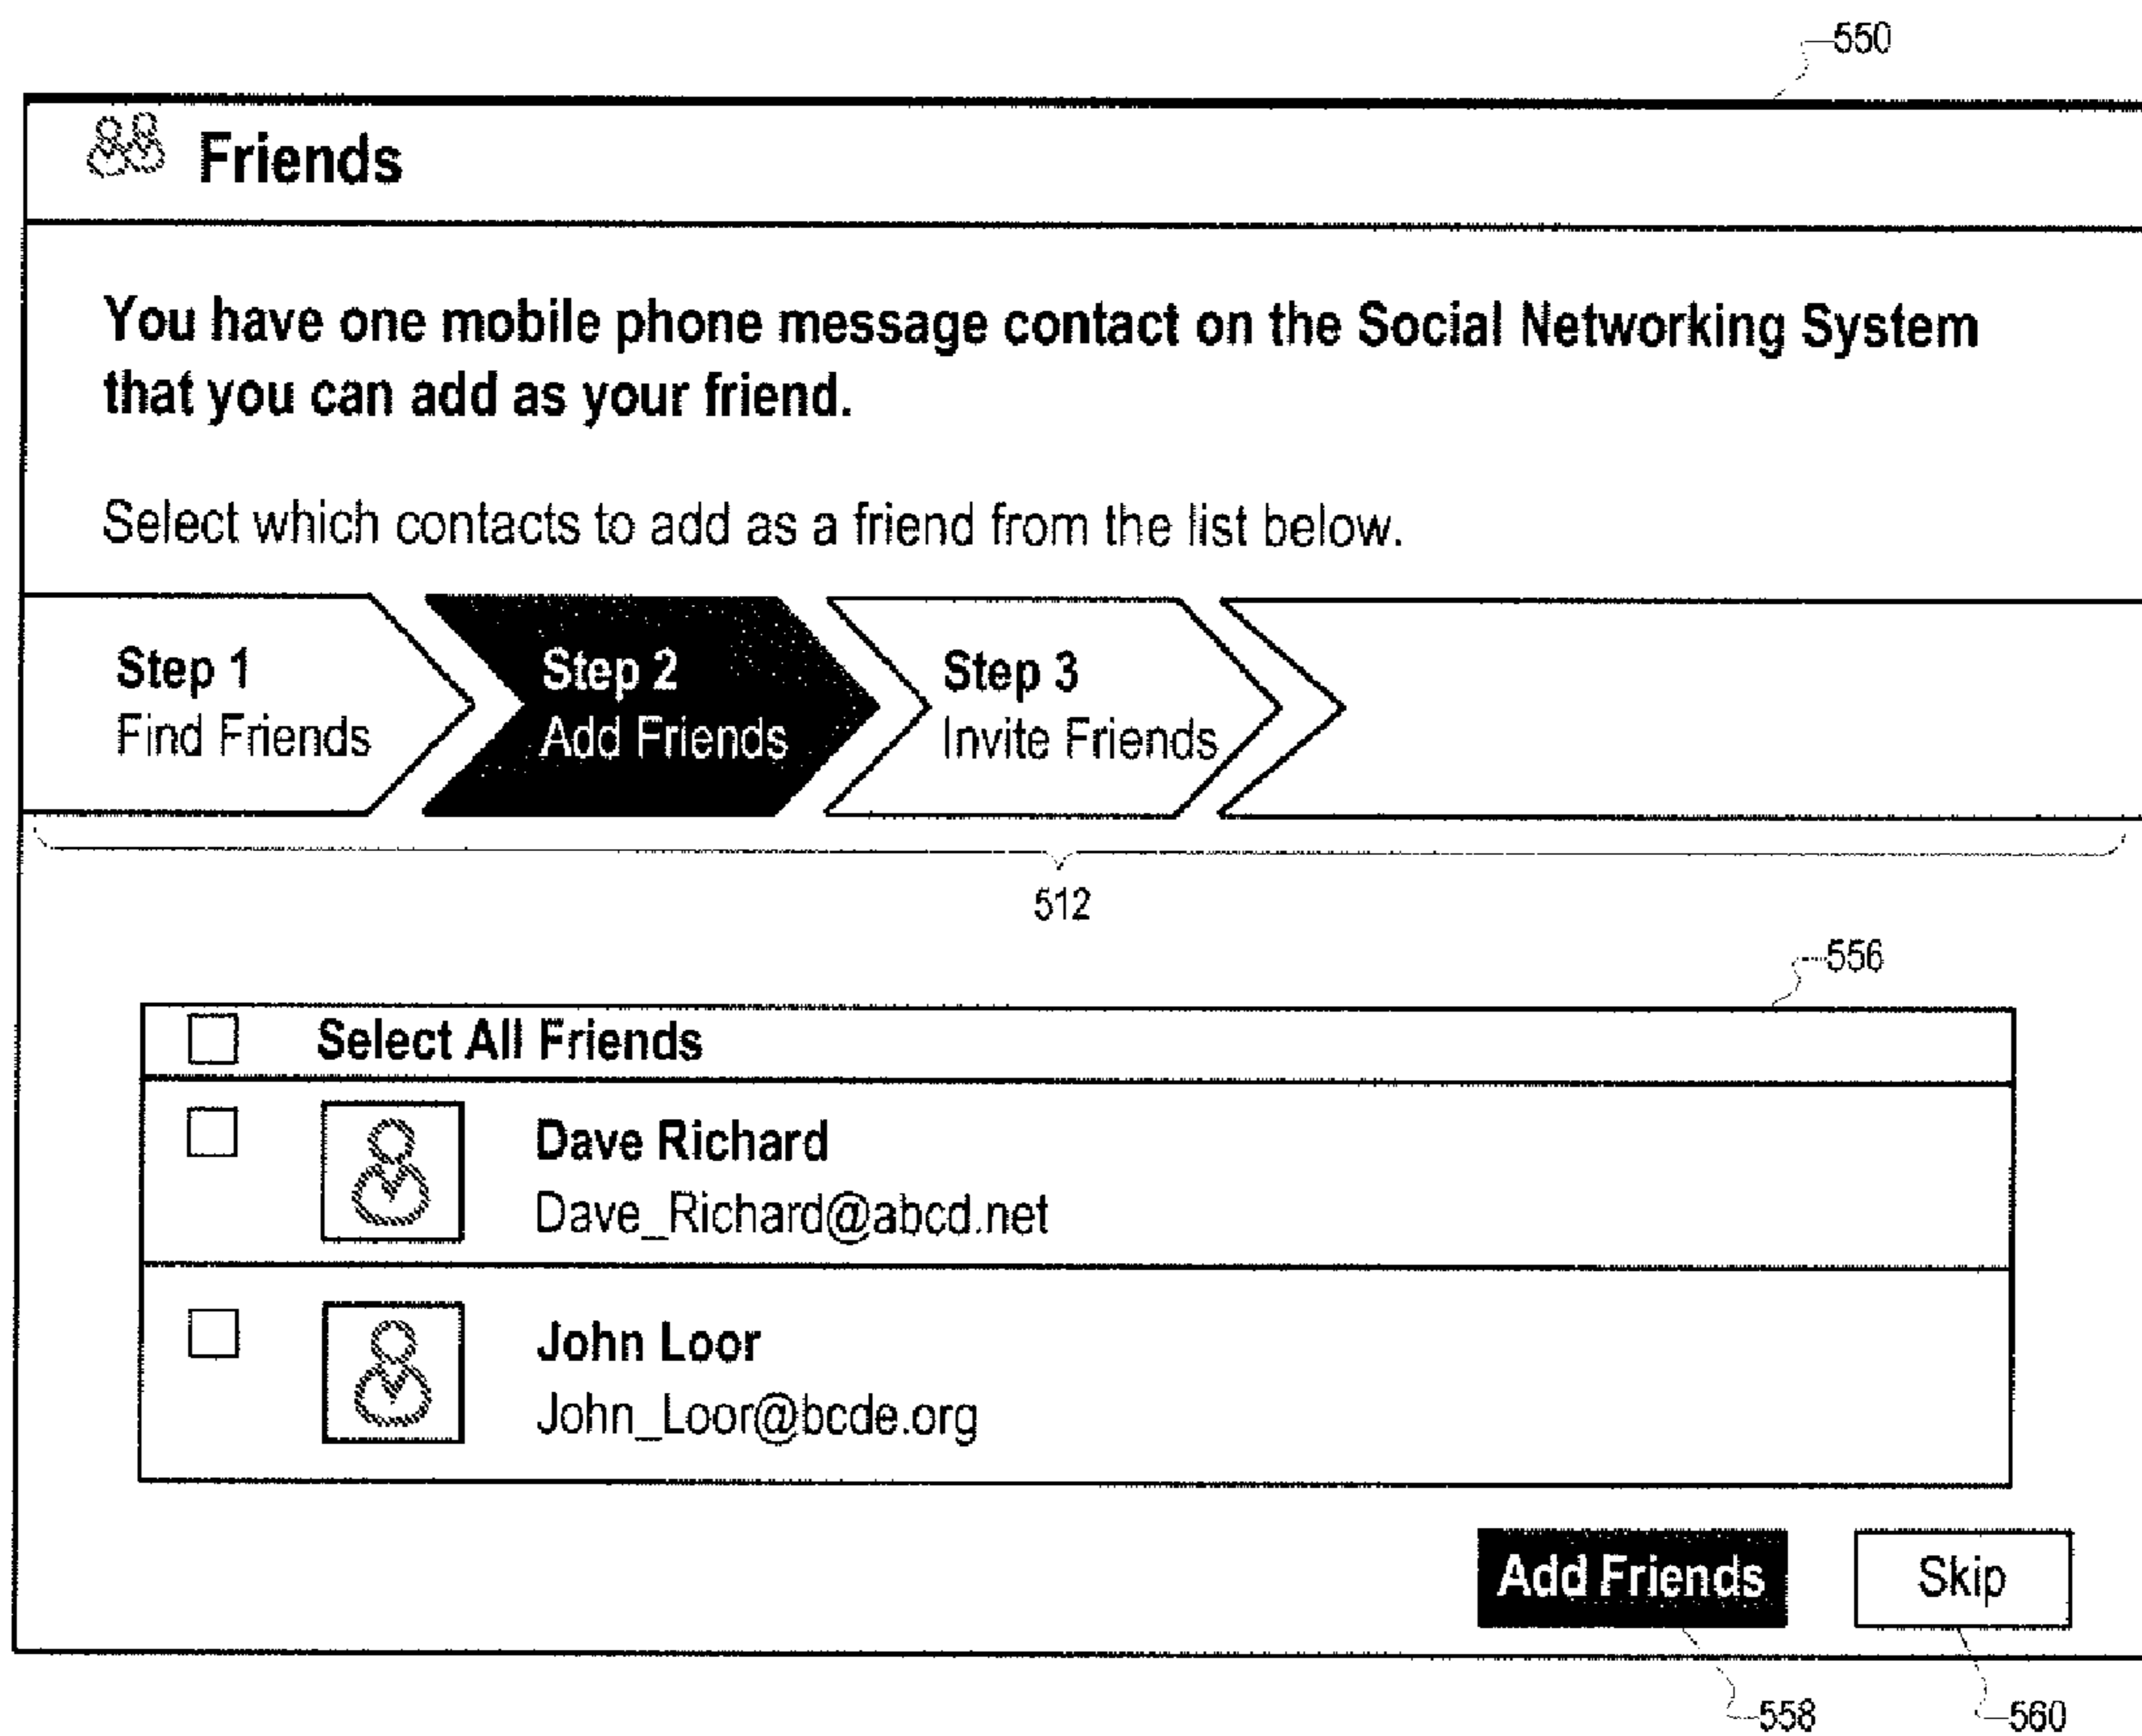 550
Friends
You have one mobile phone message contact on the Social Networking System
that you can add as your friend.
Select which contacts to add as a friend from the list below.
Step 1
Find Friends
Step 2
Add Friends
Step 3
Invite Friends
512
556
Select All Friends
Dave Richard
Dave_Richard@abcd.net
John Loor
John_Loor@bcde.org
Add Friends
Skip
558
560